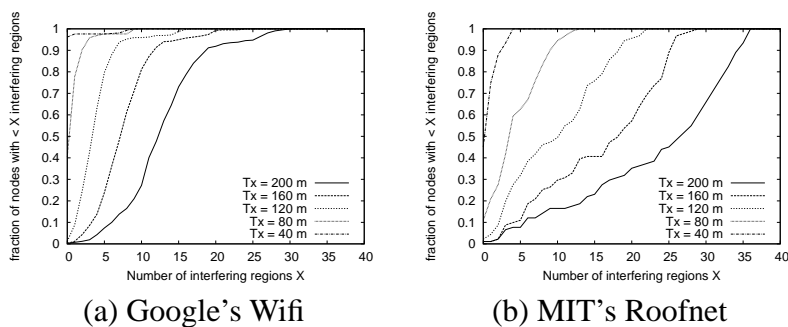 fraction of nodes with < X interfering regions
1
0.9
0.8
0.7
0.6
0.5
0.4
0.3
0.2
0.1
0
Tx = 200 m
Tx = 160 m
Tx = 120 m
Tx = 80 m
Tx = 40 m
0 5 10 15 20 25 30 35 40
Number of interfering regions X
(a) Google's Wifi
fraction of nodes with < X interfering regions
1
0.9
0.8
0.7
0.6
0.5
0.4
0.3
0.2
0.1
0
Tx = 200 m
Tx = 160 m
Tx = 120 m
Tx = 80 m
Tx = 40 m
0 5 10 15 20 25 30 35 40
Number of interfering regions X
(b) MIT's Roofnet